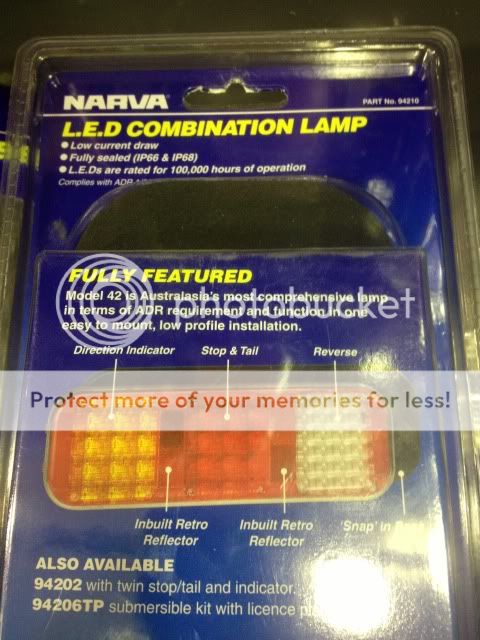 NARVA
PART No. 94210
L.E.D COMBINATION LAMP
● Low current draw
● Fully sealed (IP66 & IP68)
● L.E.Ds are rated for 100,000 hours of operation
Complies with ADR
FULLY FEATURED
Model 42 is Australasia's most comprehensive lamp
in terms of ADR requirement and function in one
easy to mount, low profile installation.
Direction Indicator Stop & Tail Reverse
photobucket
Protect more of your memories for less!
Inbuilt Retro Inbuilt Retro 'Snap' in
Reflector Reflector
ALSO AVAILABLE
94202 with twin stop/tail and indicator.
94206TP submersible kit with licence